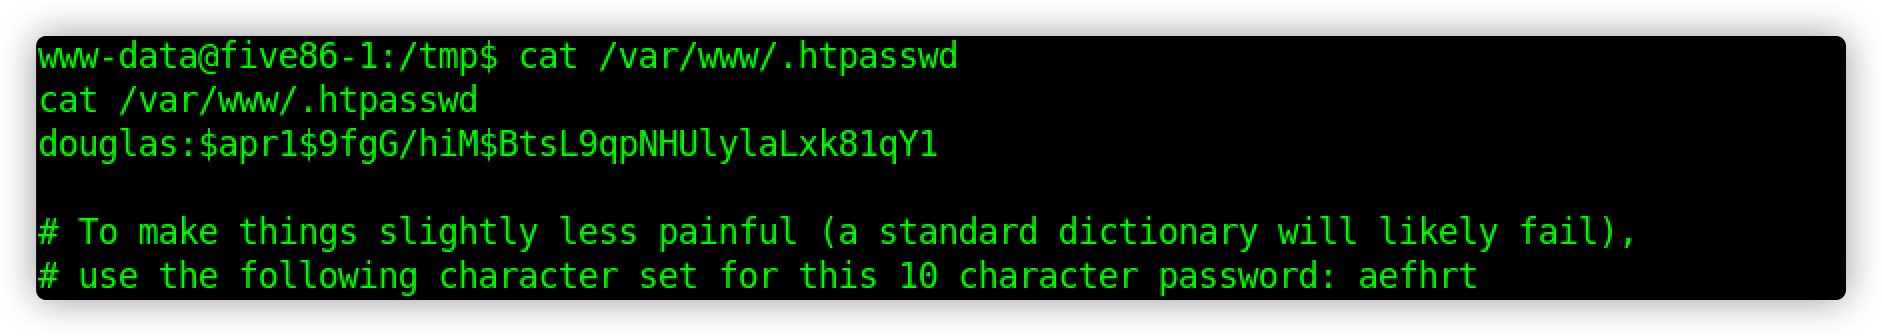 www-data@five86-1:/tmp$ cat /var/www/.htpasswd
cat /var/www/.htpasswd
douglas:$apr1$9fgG/hiM$BtsL9qpNHUlylaLxk81qY1

# To make things slightly less painful (a standard dictionary will likely fail),
# use the following character set for this 10 character password: aefhrt